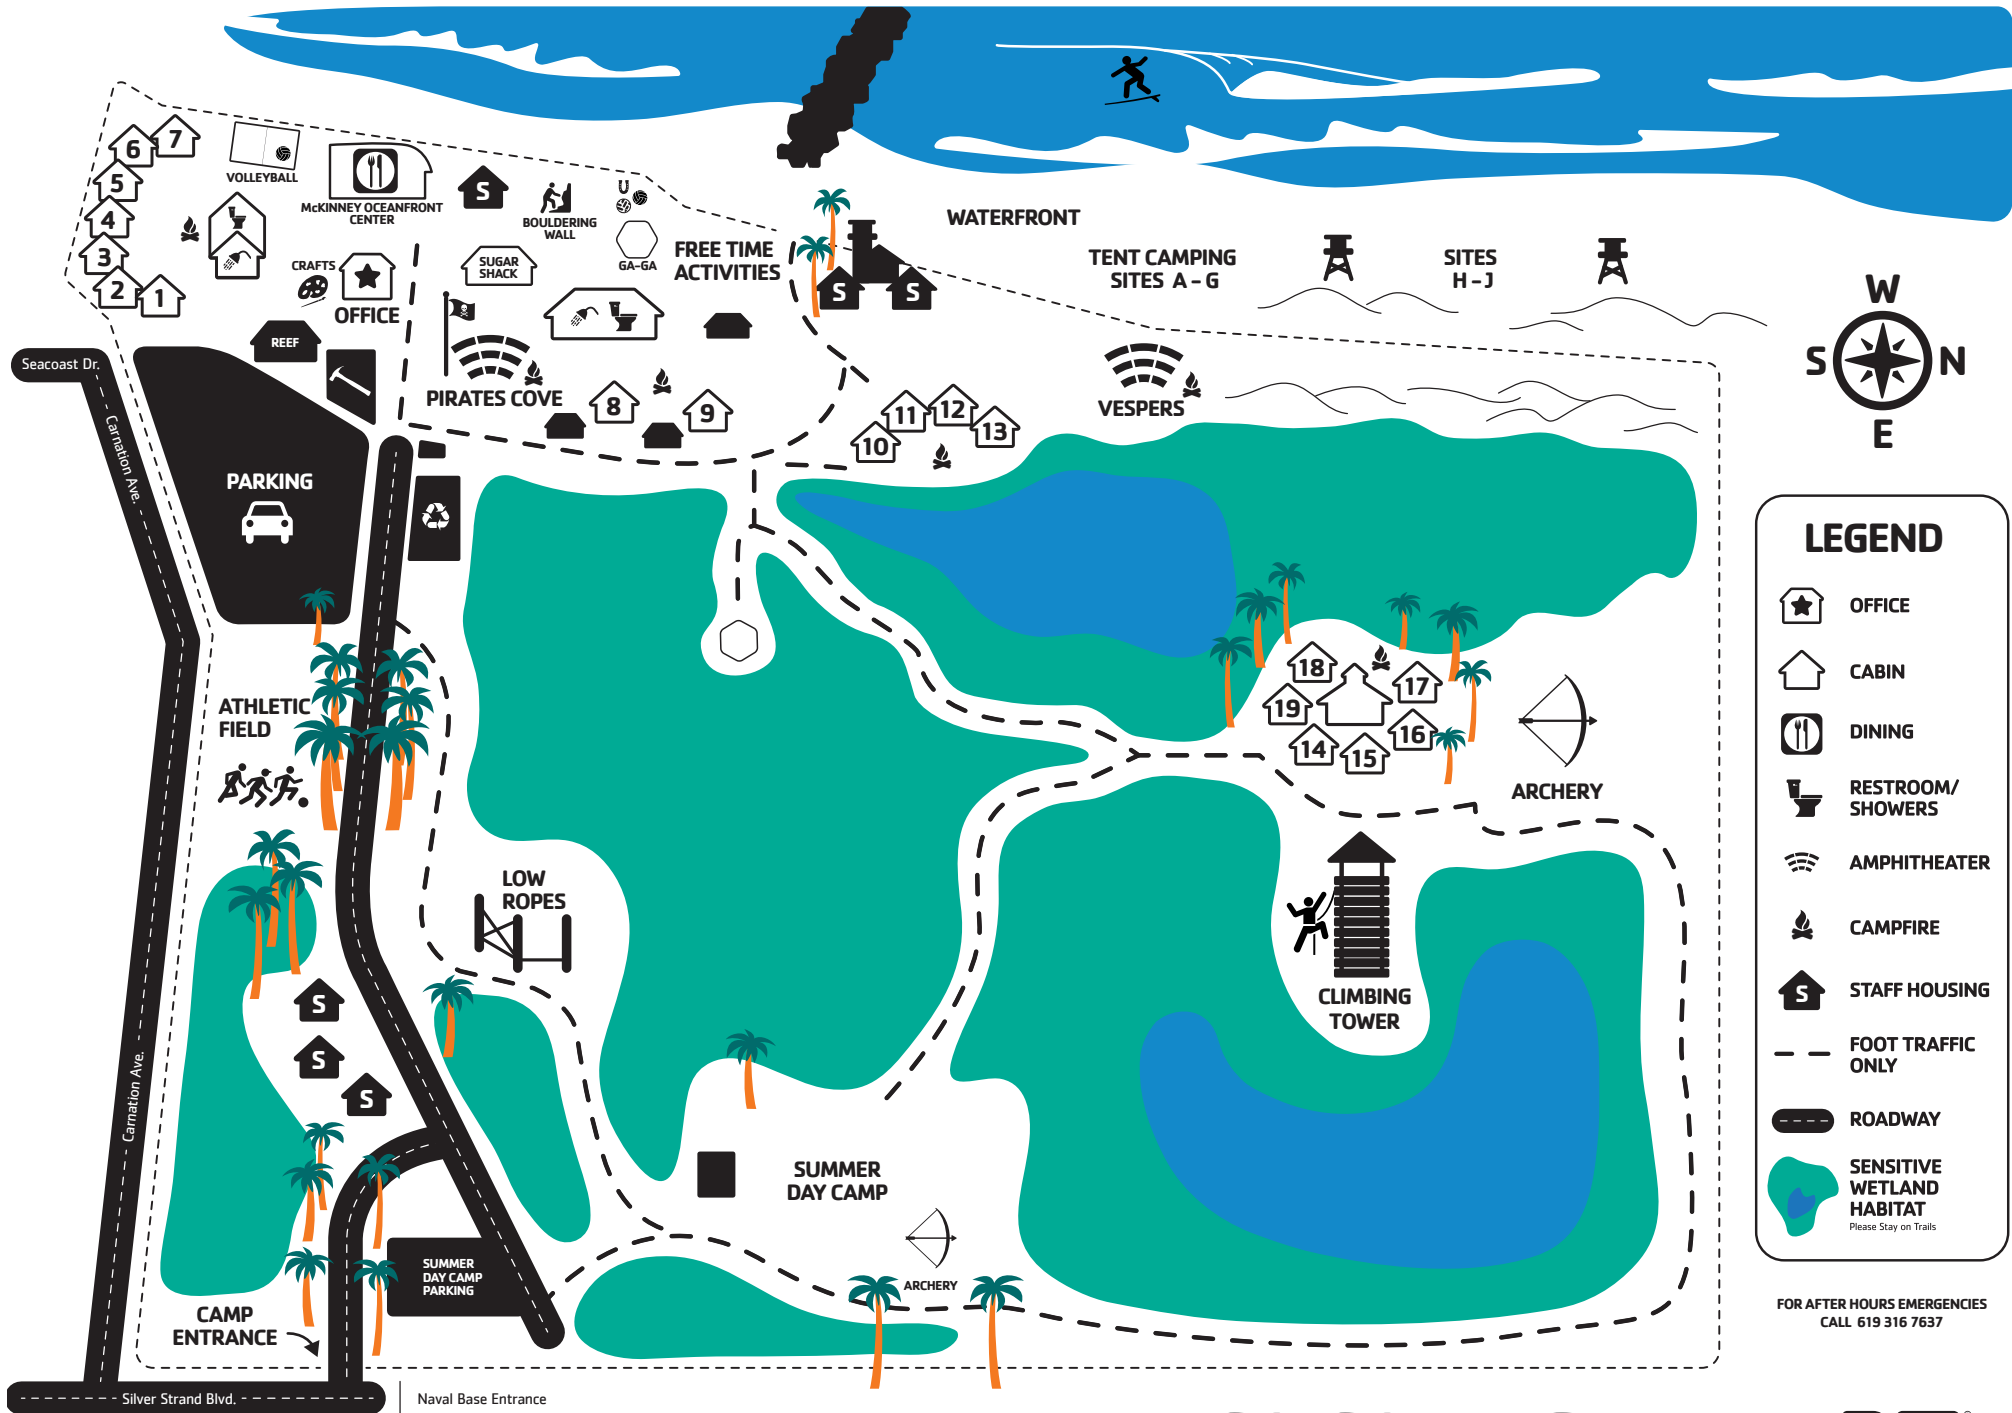 6
7
5
4
3
2
1
VOLLEYBALL
McKINNEY OCEANFRONT
CENTER
S
BOULDERING
WALL
GA-GA
FREE TIME
ACTIVITIES
CRAFTS
OFFICE
SUGAR
SHACK
REEF
PIRATES COVE
8
9
S
S
WATERFRONT
TENT CAMPING
SITES A - G
SITES
H - J
VESPERS
10
11
12
13
W
S
N
E
Seacoast Dr.
Carnation Ave.
PARKING
ATHLETIC
FIELD
LOW
ROPES
18
17
19
16
14
15
ARCHERY
CLIMBING
TOWER
S
S
S
Carnation Ave.
SUMMER
DAY CAMP
ARCHERY
SUMMER
DAY CAMP
PARKING
CAMP
ENTRANCE
Silver Strand Blvd.
Naval Base Entrance
LEGEND
OFFICE
CABIN
DINING
RESTROOM/
SHOWERS
AMPHITHEATER
CAMPFIRE
S
STAFF HOUSING
FOOT TRAFFIC
ONLY
ROADWAY
SENSITIVE
WETLAND
HABITAT
Please Stay on Trails
FOR AFTER HOURS EMERGENCIES
CALL 619 316 7637